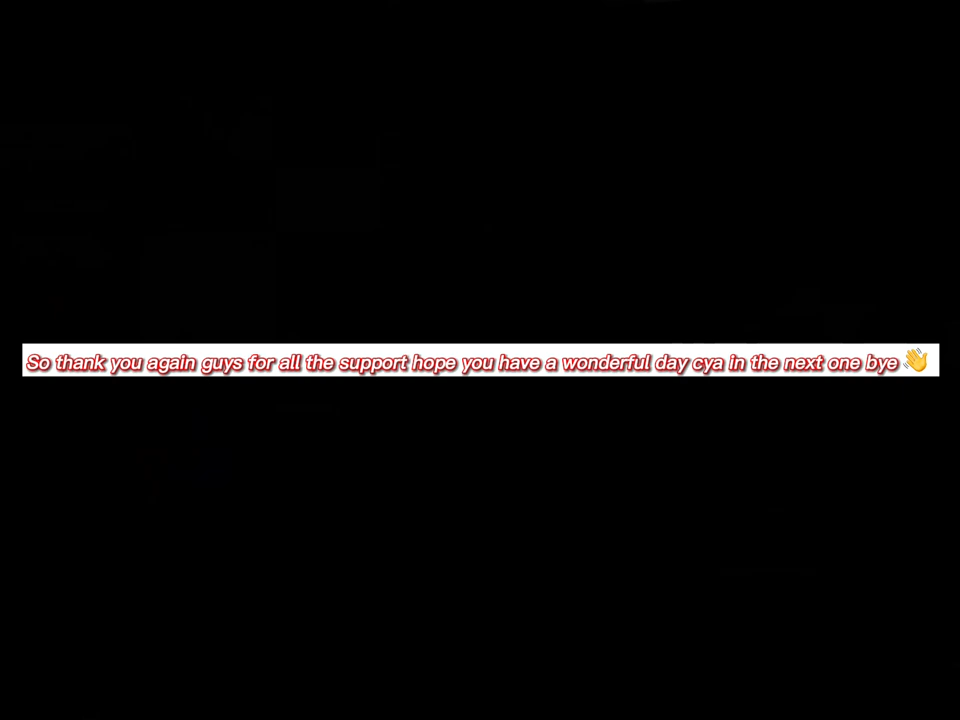 So thank you again guys for all the support hope you have a wonderful day cya in the next one bye 👋